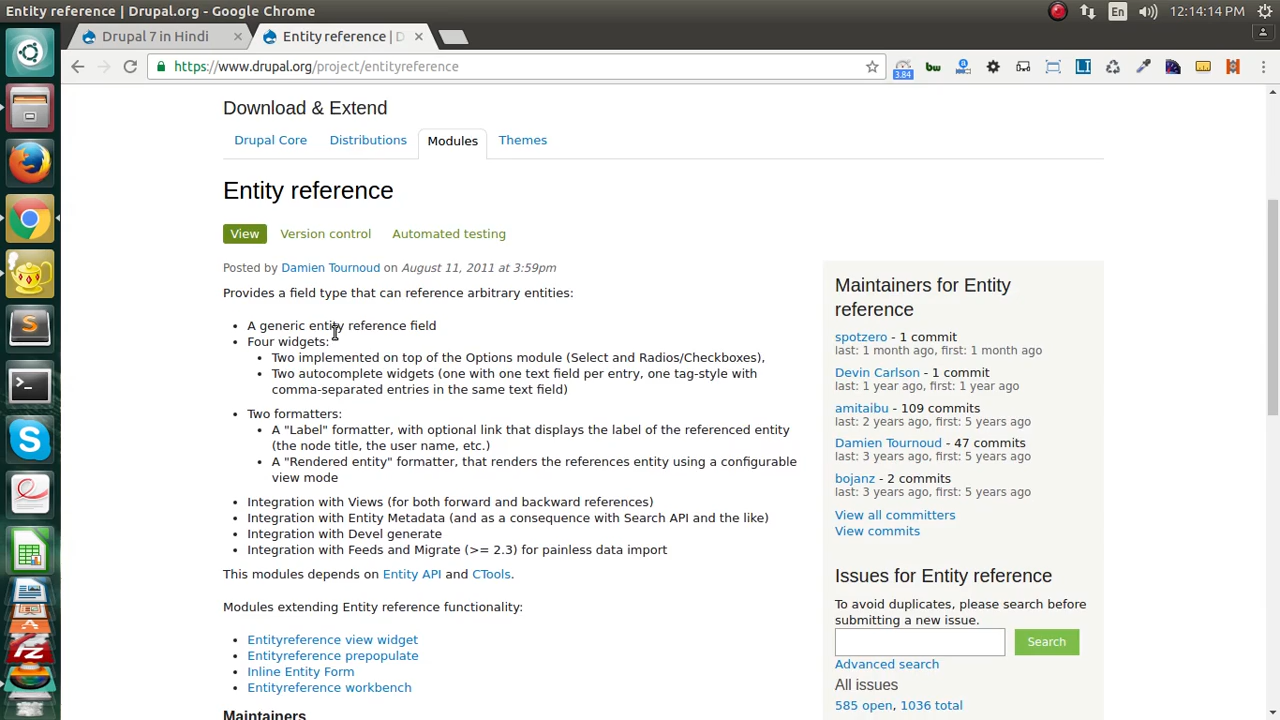 Entity reference | Drupal.org - Google Chrome
En
12:14:14 PM
Drupal 7 in Hindi
Entity reference | D
https://www.drupal.org/project/entityreference
3.84
bw
LI
Download & Extend
Drupal Core
Distributions
Modules
Themes
Entity reference
View
Version control
Automated testing
Posted by Damien Tournoud on August 11, 2011 at 3:59pm
Provides a field type that can reference arbitrary entities:
A generic entity reference field
Four widgets:
Two implemented on top of the Options module (Select and Radios/Checkboxes),
Two autocomplete widgets (one with one text field per entry, one tag-style with
comma-separated entries in the same text field)
Two formatters:
A "Label" formatter, with optional link that displays the label of the referenced entity
(the node title, the user name, etc.)
A "Rendered entity" formatter, that renders the references entity using a configurable
view mode
Integration with Views (for both forward and backward references)
Integration with Entity Metadata (and as a consequence with Search API and the like)
Integration with Devel generate
Integration with Feeds and Migrate (>= 2.3) for painless data import
This modules depends on Entity API and CTools.
Modules extending Entity reference functionality:
Entityreference view widget
Entityreference prepopulate
Inline Entity Form
Entityreference workbench
Maintainers
Maintainers for Entity
reference
spotzero - 1 commit
last: 1 month ago, first: 1 month ago
Devin Carlson - 1 commit
last: 1 year ago, first: 1 year ago
amitaibu - 109 commits
last: 2 years ago, first: 5 years ago
Damien Tournoud - 47 commits
last: 3 years ago, first: 5 years ago
bojanz - 2 commits
last: 3 years ago, first: 5 years ago
View all committers
View commits
Issues for Entity reference
To avoid duplicates, please search before
submitting a new issue.
Search
Advanced search
All issues
585 open, 1036 total